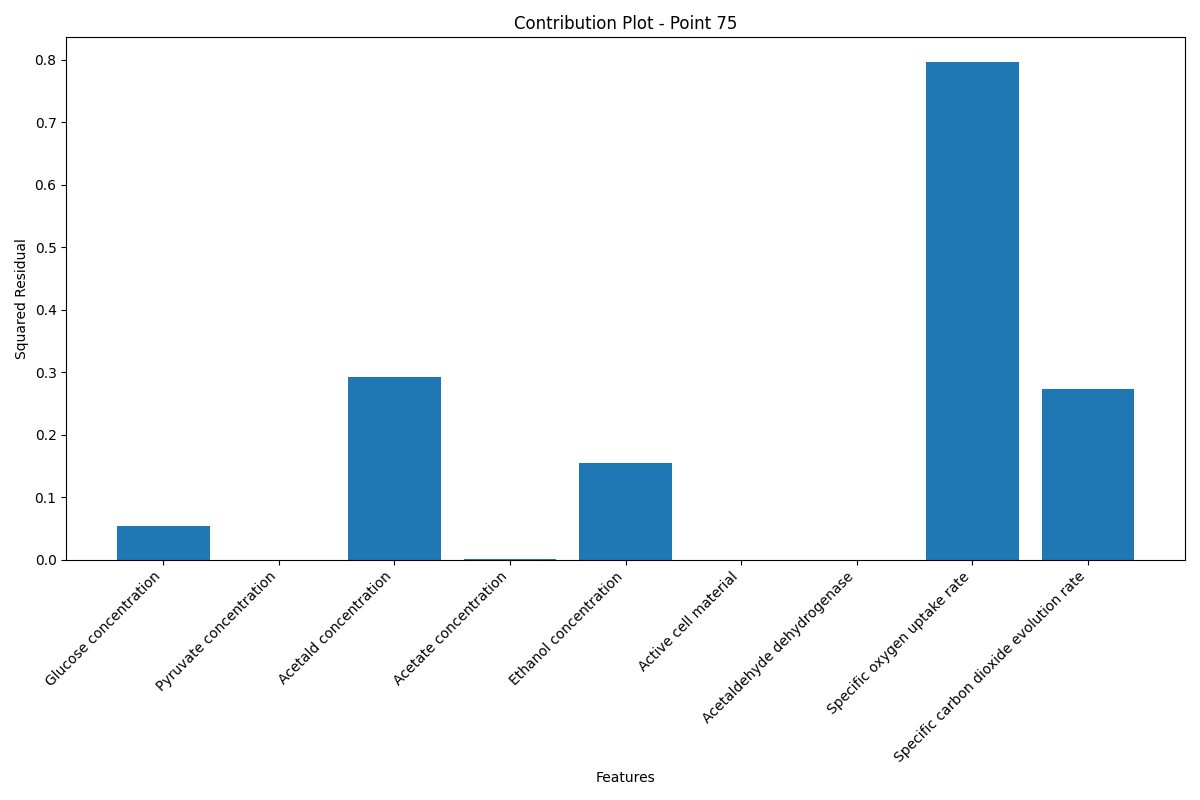 Contribution Plot - Point 75
Squared Residual
0.8
0.7
0.6
0.5
0.4
0.3
0.2
0.1
0.0
Glucose concentration
Pyruvate concentration
Acetald concentration
Acetate concentration
Ethanol concentration
Active cell material
Acetaldehyde dehydrogenase
Specific oxygen uptake rate
Specific carbon dioxide evolution rate
Features